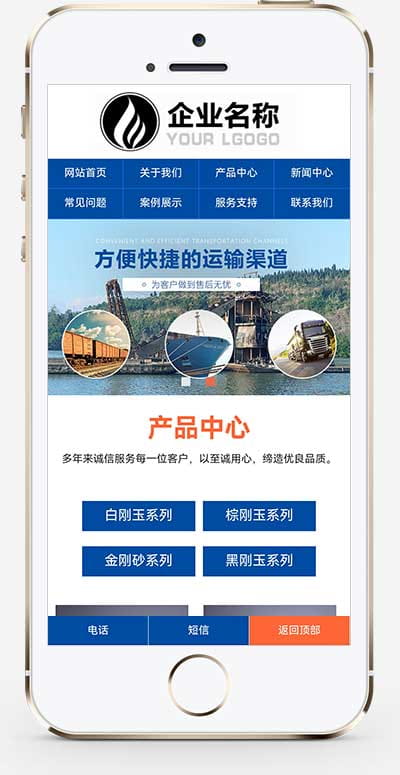 企业名称
YOUR LGOGO
网站首页 关于我们 产品中心 新闻中心
常见问题 案例展示 服务支持 联系我们
CONVENIENT AND EFFICIENT TRANSPORTATION CHANNELS
方便快捷的运输渠道
为客户做到售后无忧
产品中心
多年来诚信服务每一位客户，以至诚用心，缔造优良品质。
白刚玉系列 棕刚玉系列
金刚砂系列 黑刚玉系列
电话 短信 返回顶部